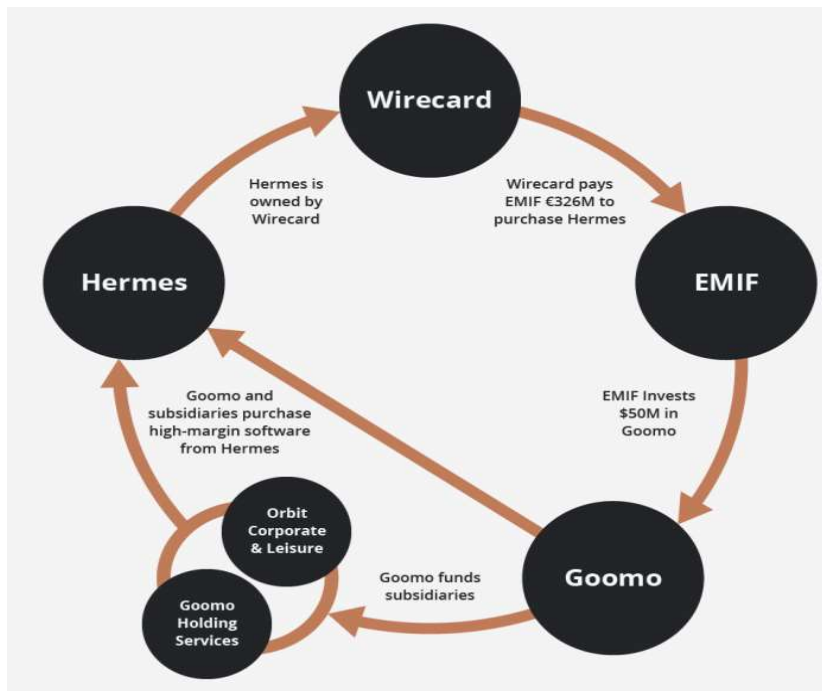 Wirecard
Hermes is
owned by
Wirecard
Wirecard pays
EMIF €326M to
purchase Hermes
Hermes
EMIF
Goomo and
subsidiaries purchase
high-margin software
from Hermes
EMIF Invests
$50M in
Goomo
Orbit
Corporate
& Leisure
Goomo funds
subsidiaries
Goomo
Goomo
Holding
Services